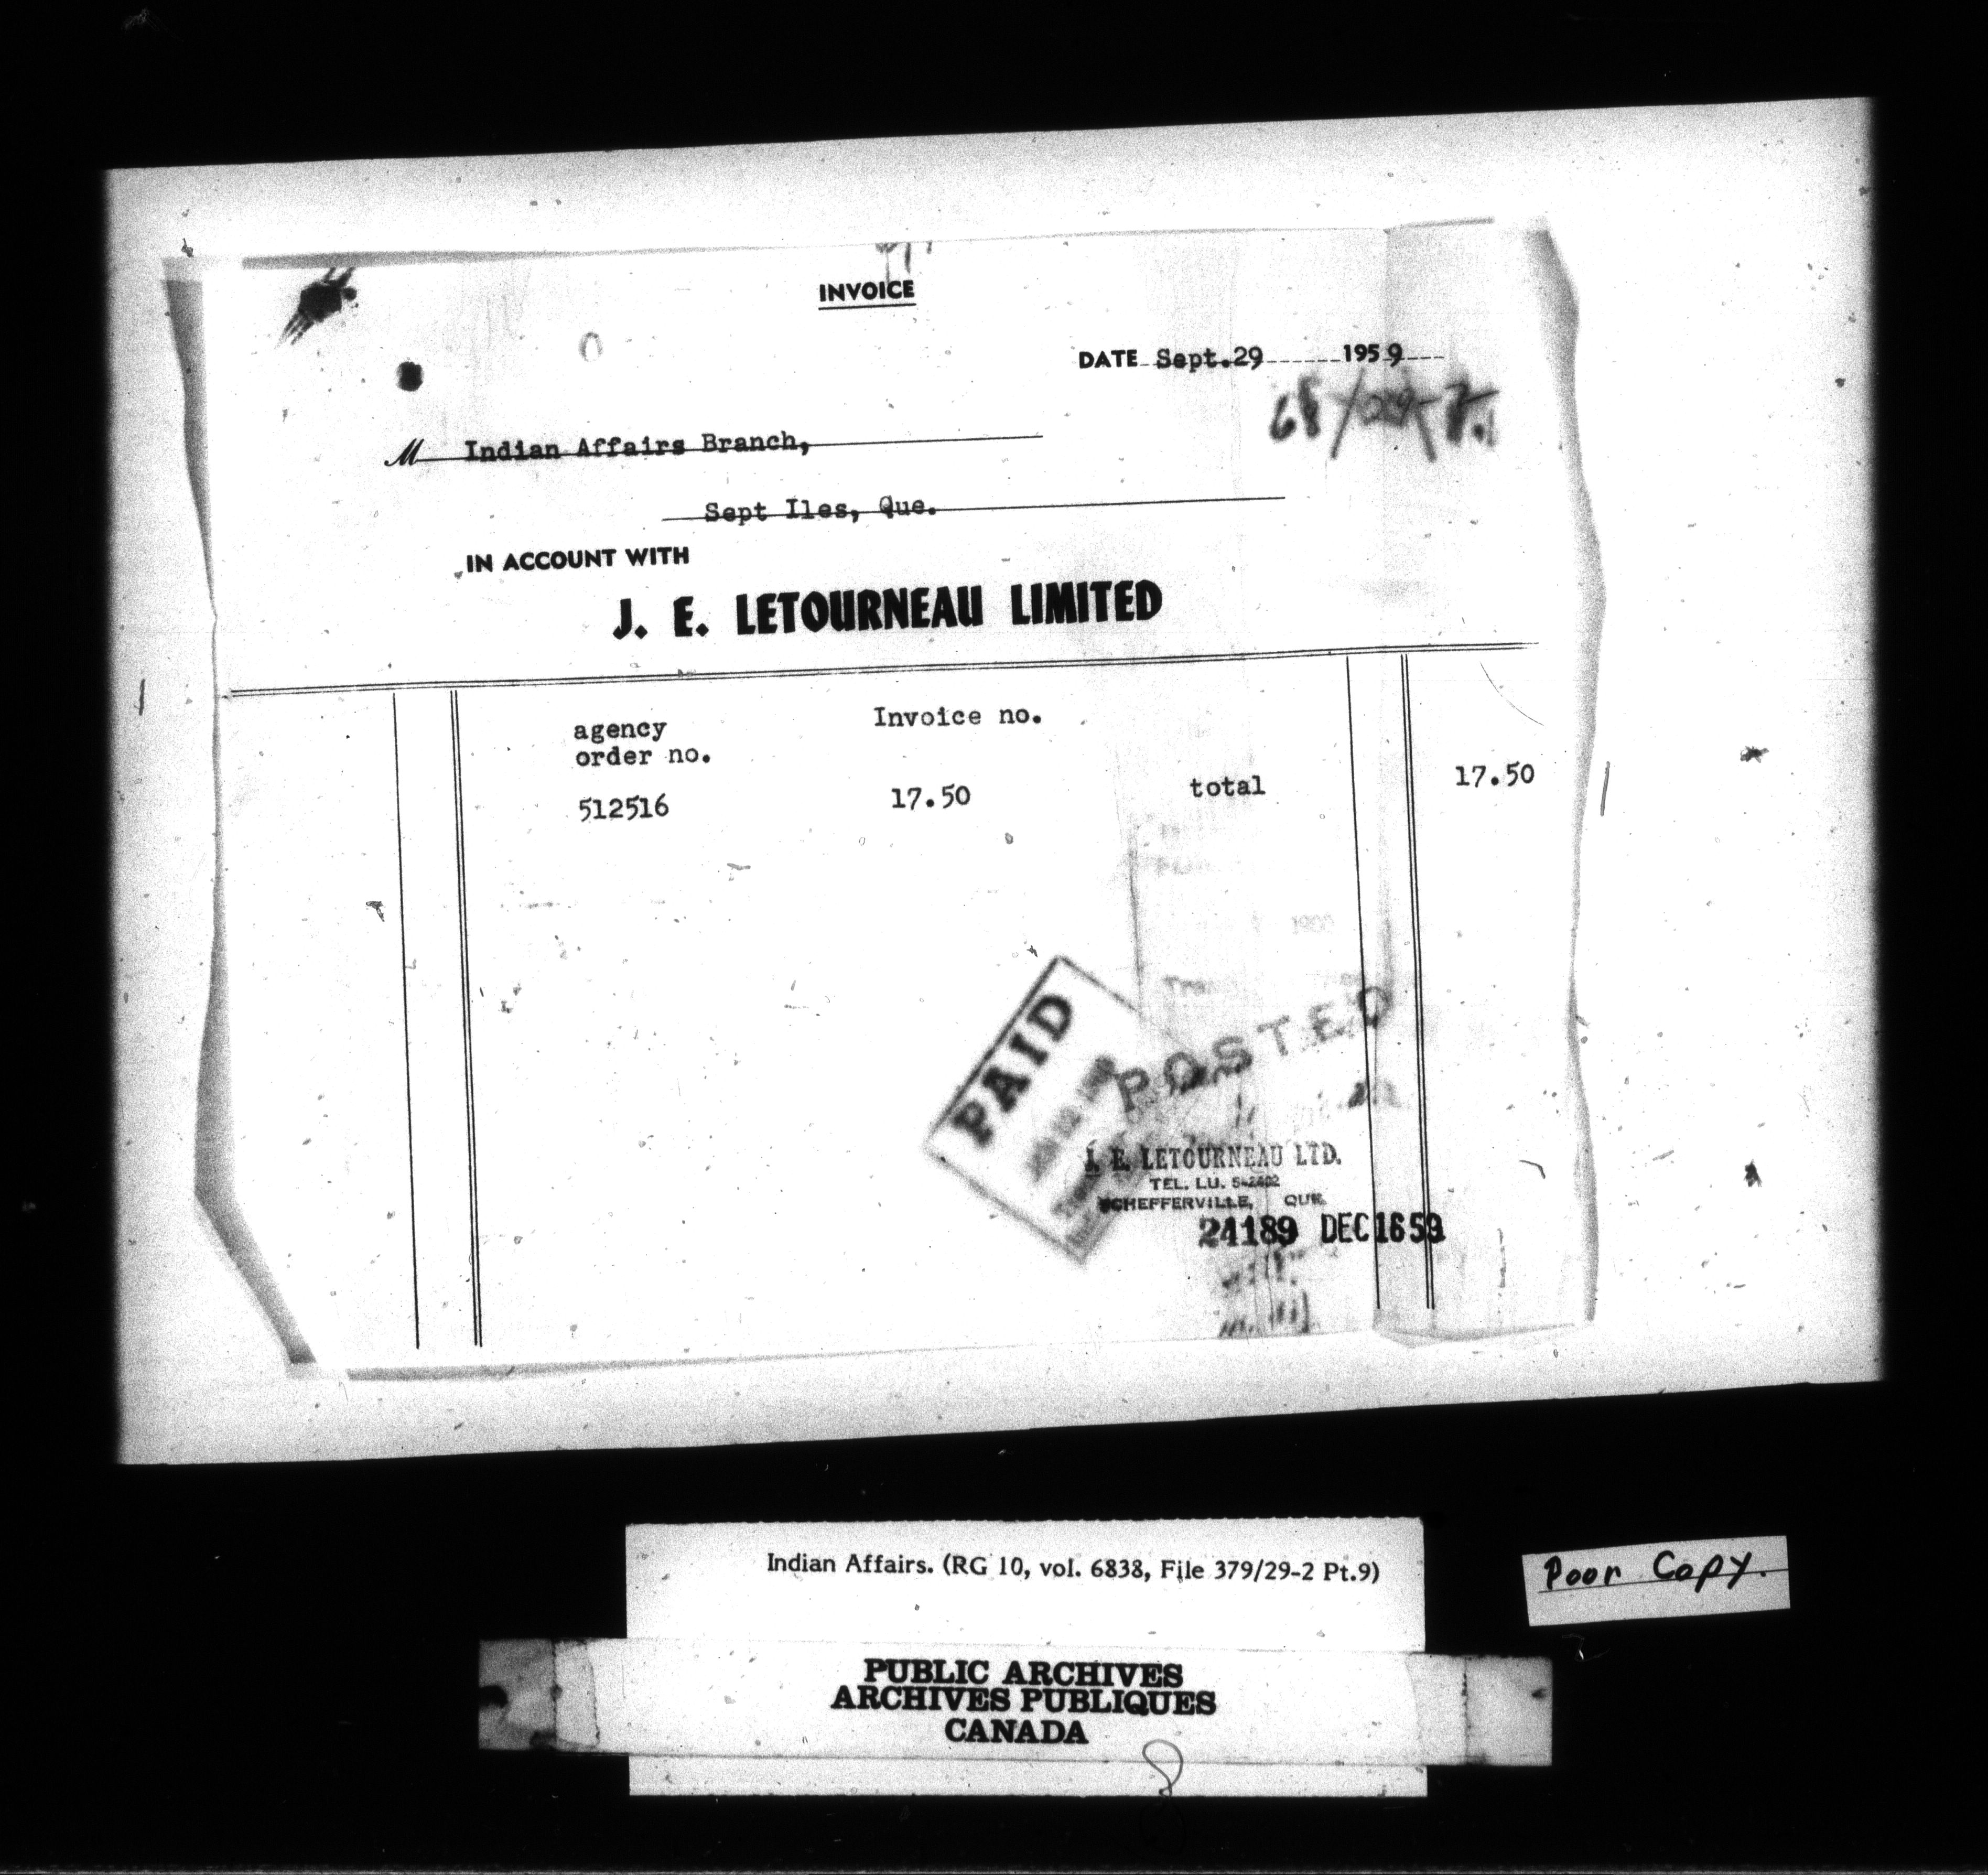 INVOICE
DATE Sept.29 1959
M Indian Affairs Branch,
Sept Iles, Que.
IN ACCOUNT WITH
J. E. LETOURNEAU LIMITED
agency Invoice no.
order no.
512516 17.50 total 17.50
PAID
POSTED
J. E. LETOURNEAU LTD.
TEL. LU.
SCHEFFERVILLE, QUE.
24189 DEC 16 59
Indian Affairs. (RG 10, vol. 6838, File 379/29-2 Pt.9)
Poor Copy.
PUBLIC ARCHIVES
ARCHIVES PUBLIQUES
CANADA